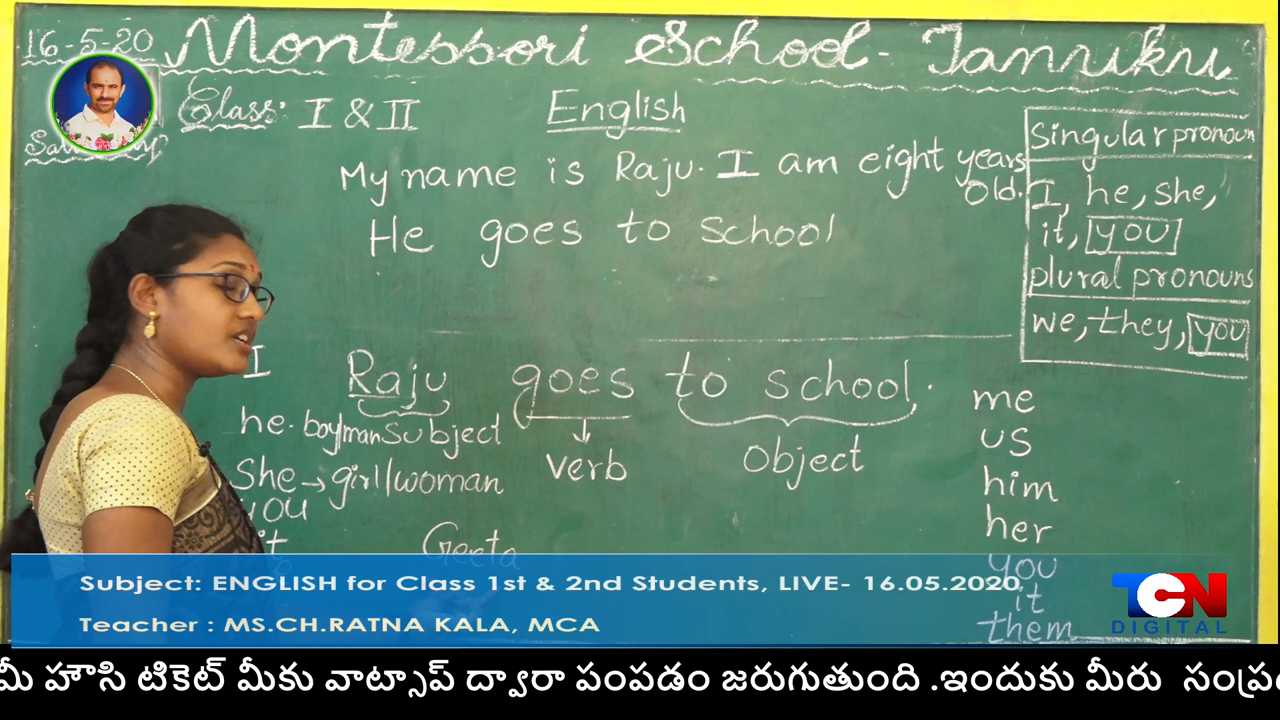 16-5-20 Montessori School - Tanuku
Class: I & II English
My name is Raju. I am eight years
old.
He goes to school
Singular pronoun
I, he, she,
it, you
plural pronouns
we, they, you
I
he. boy/man
She → girl/woman
you
it
Raju goes to school.
Subject
verb
Object
Geeta
me
us
him
her
you
it
them
Subject: ENGLISH for Class 1st & 2nd Students, LIVE- 16.05.2020
Teacher : MS.CH.RATNA KALA, MCA
TCN
DIGITAL
మీ హౌసి టికెట్ మీకు వాట్సాప్ ద్వారా పంపడం జరుగుతుంది .ఇందుకు మీరు